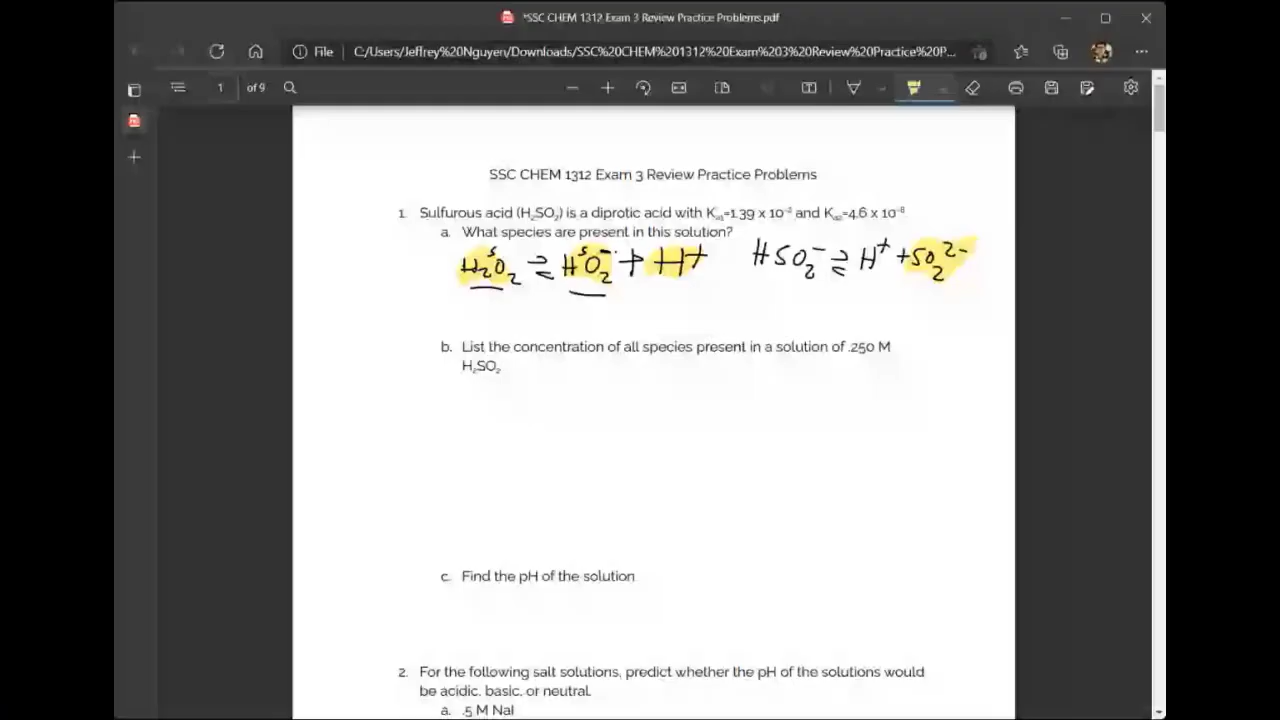 *SSC CHEM 1312 Exam 3 Review Practice Problems.pdf
File C:/Users/Jeffrey%20Nguyen/Downloads/SSC%20CHEM%201312%20Exam%203%20Review%20Practice%20P...
1 of 9
SSC CHEM 1312 Exam 3 Review Practice Problems
1. Sulfurous acid (H₂SO₂) is a diprotic acid with Kₐ₁=1.39 x 10⁻² and Kₐ₂=4.6 x 10⁻⁸
a. What species are present in this solution?
H₂SO₂ ⇌ HSO₂⁻ + H⁺ HSO₂⁻ ⇌ H⁺ + SO₂²⁻
b. List the concentration of all species present in a solution of .250 M
H₂SO₂
c. Find the pH of the solution
2. For the following salt solutions, predict whether the pH of the solutions would
be acidic, basic, or neutral.
a. .5 M NaI